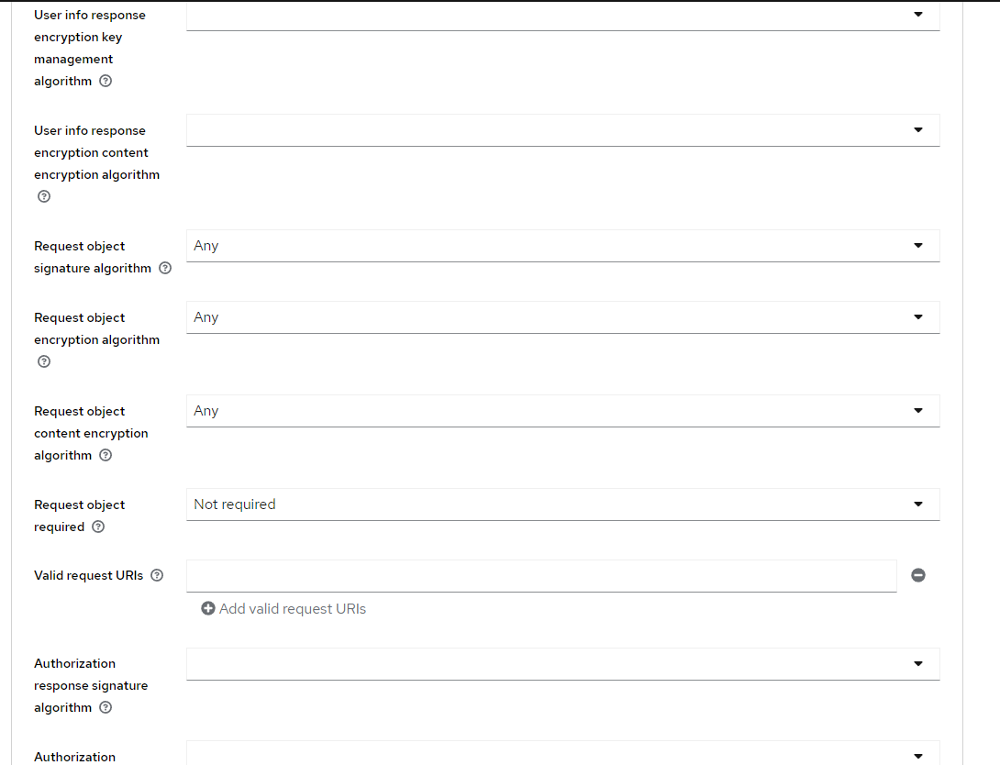 User info response
encryption key
management
algorithm
User info response
encryption content
encryption algorithm
Request object
signature algorithm
Any
Request object
encryption algorithm
Any
Request object
content encryption
algorithm
Any
Request object
required
Not required
Valid request URIs
Add valid request URIs
Authorization
response signature
algorithm
Authorization